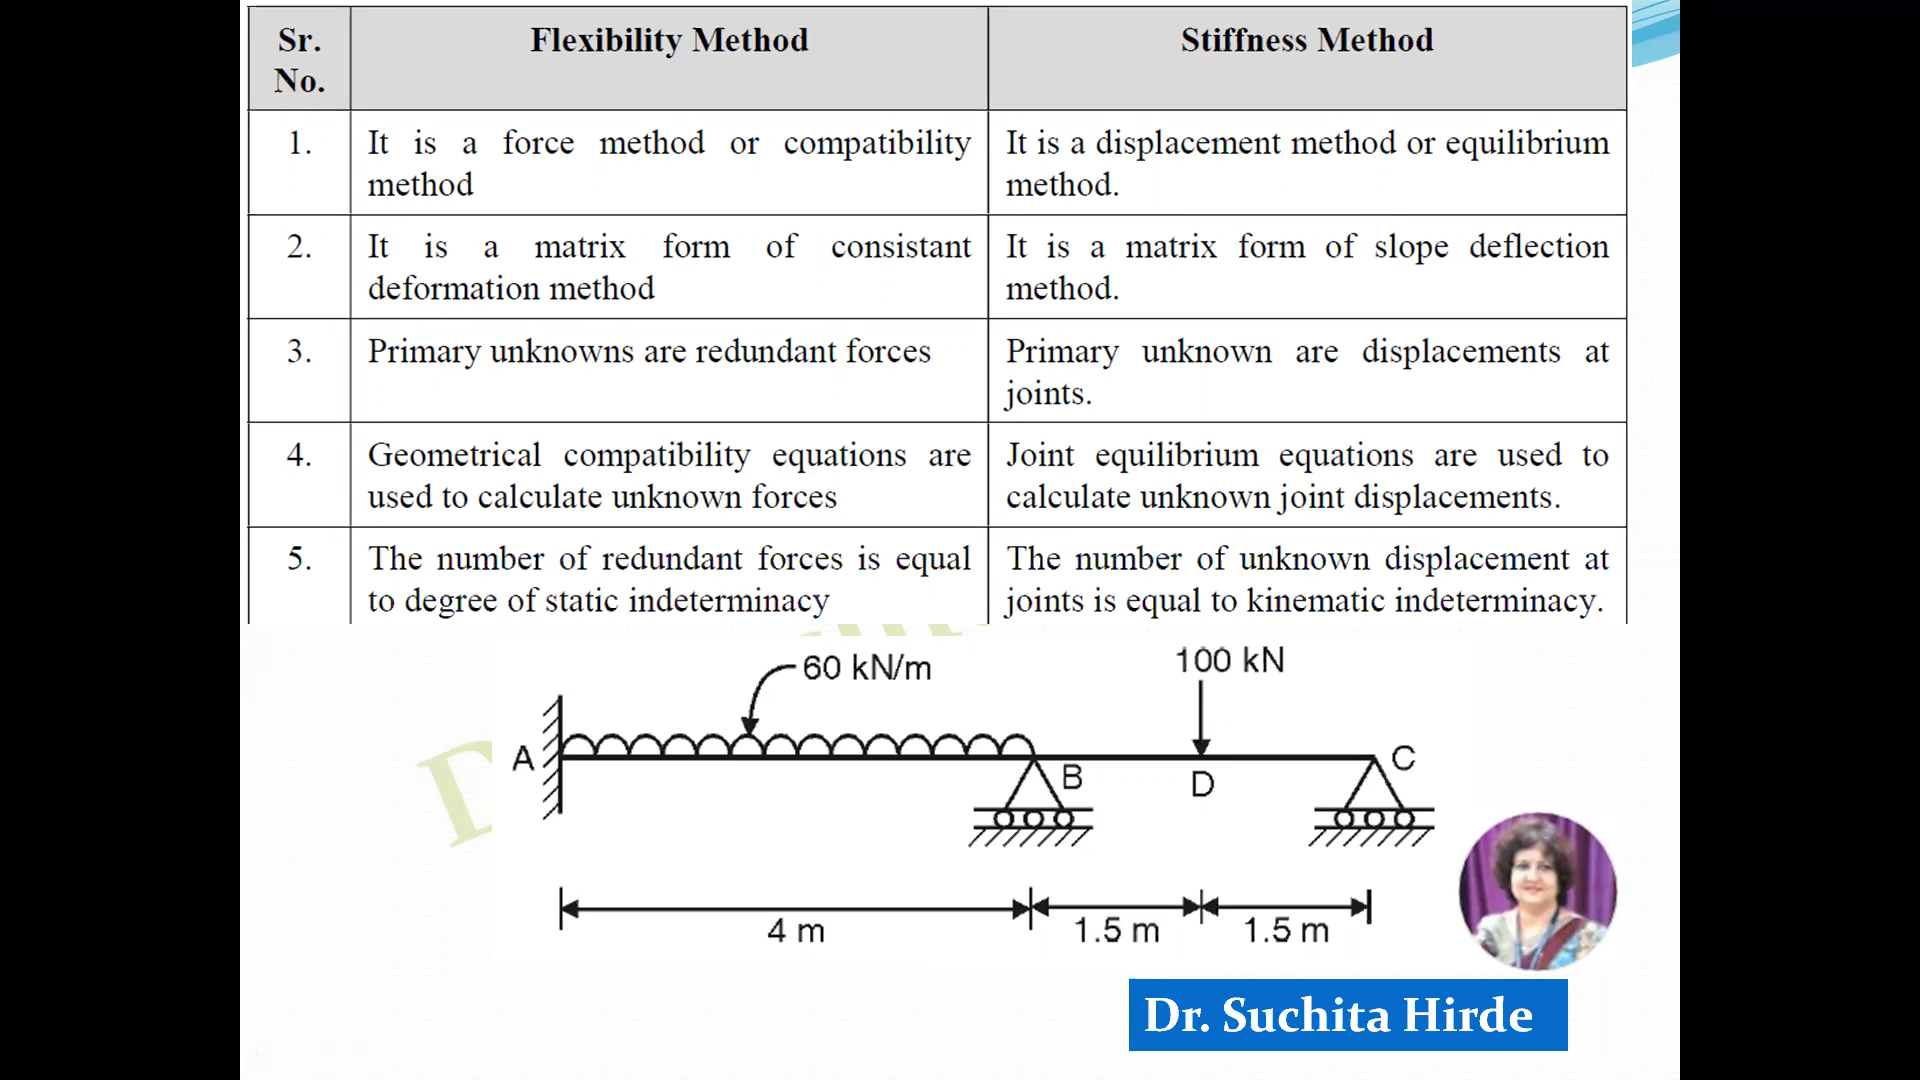 Sr. No.
Flexibility Method
Stiffness Method
1.
It is a force method or compatibility
method
It is a displacement method or equilibrium
method.
2.
It is a matrix form of consistant
deformation method
It is a matrix form of slope deflection
method.
3.
Primary unknowns are redundant forces
Primary unknown are displacements at
joints.
4.
Geometrical compatibility equations are
used to calculate unknown forces
Joint equilibrium equations are used to
calculate unknown joint displacements.
5.
The number of redundant forces is equal
to degree of static indeterminacy
The number of unknown displacement at
joints is equal to kinematic indeterminacy.
60 kN/m
100 kN
A
B
D
C
4 m
1.5 m
1.5 m
Dr. Suchita Hirde